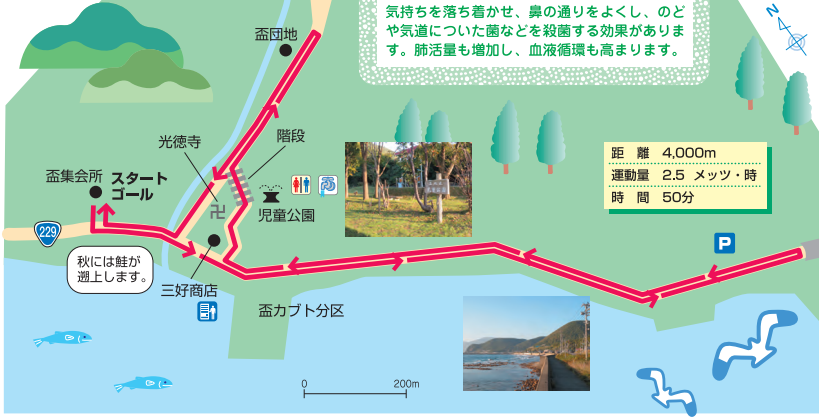 気持ちを落ち着かせ、鼻の通りをよくし、のど
や気道についた菌などを殺菌する効果がありま
す。肺活量も増加し、血液循環も高まります。
N
盃団地
光徳寺
階段
盃集会所
スタート
ゴール
児童公園
距　離　4,000m
運動量　2.5 メッツ・時
時　間　50分
卍
229
P
秋には鮭が
遡上します。
三好商店
盃カブト分区
0
200m